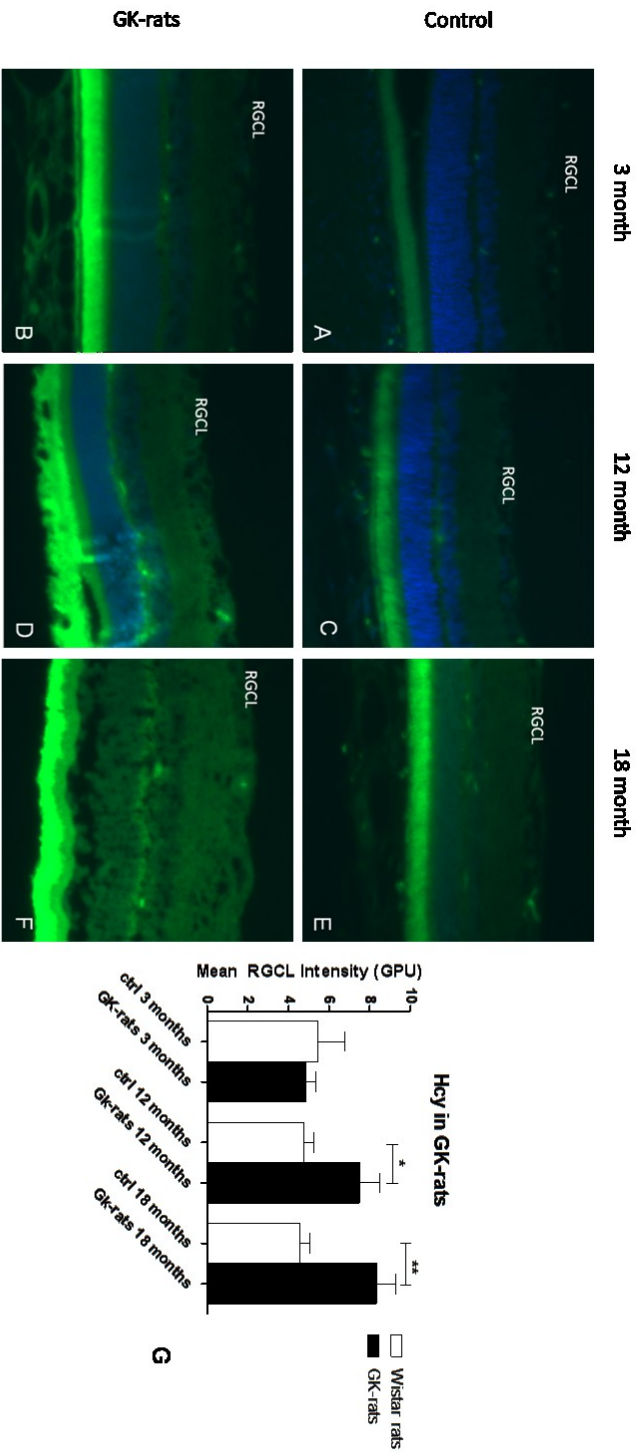 3 month
12 month
18 month
Control
RGCL
A
RGCL
C
RGCL
E
GK-rats
RGCL
B
RGCL
D
RGCL
F
Hcy in GK-rats
Wistar rats
GK-rats
Mean RGCL Intensity (GPU)
10
8
6
4
2
0
*
**
ctrl 3 months
GK-rats 3 months
ctrl 12 months
Gk-rats 12 months
ctrl 18 months
Gk-rats 18 months
G